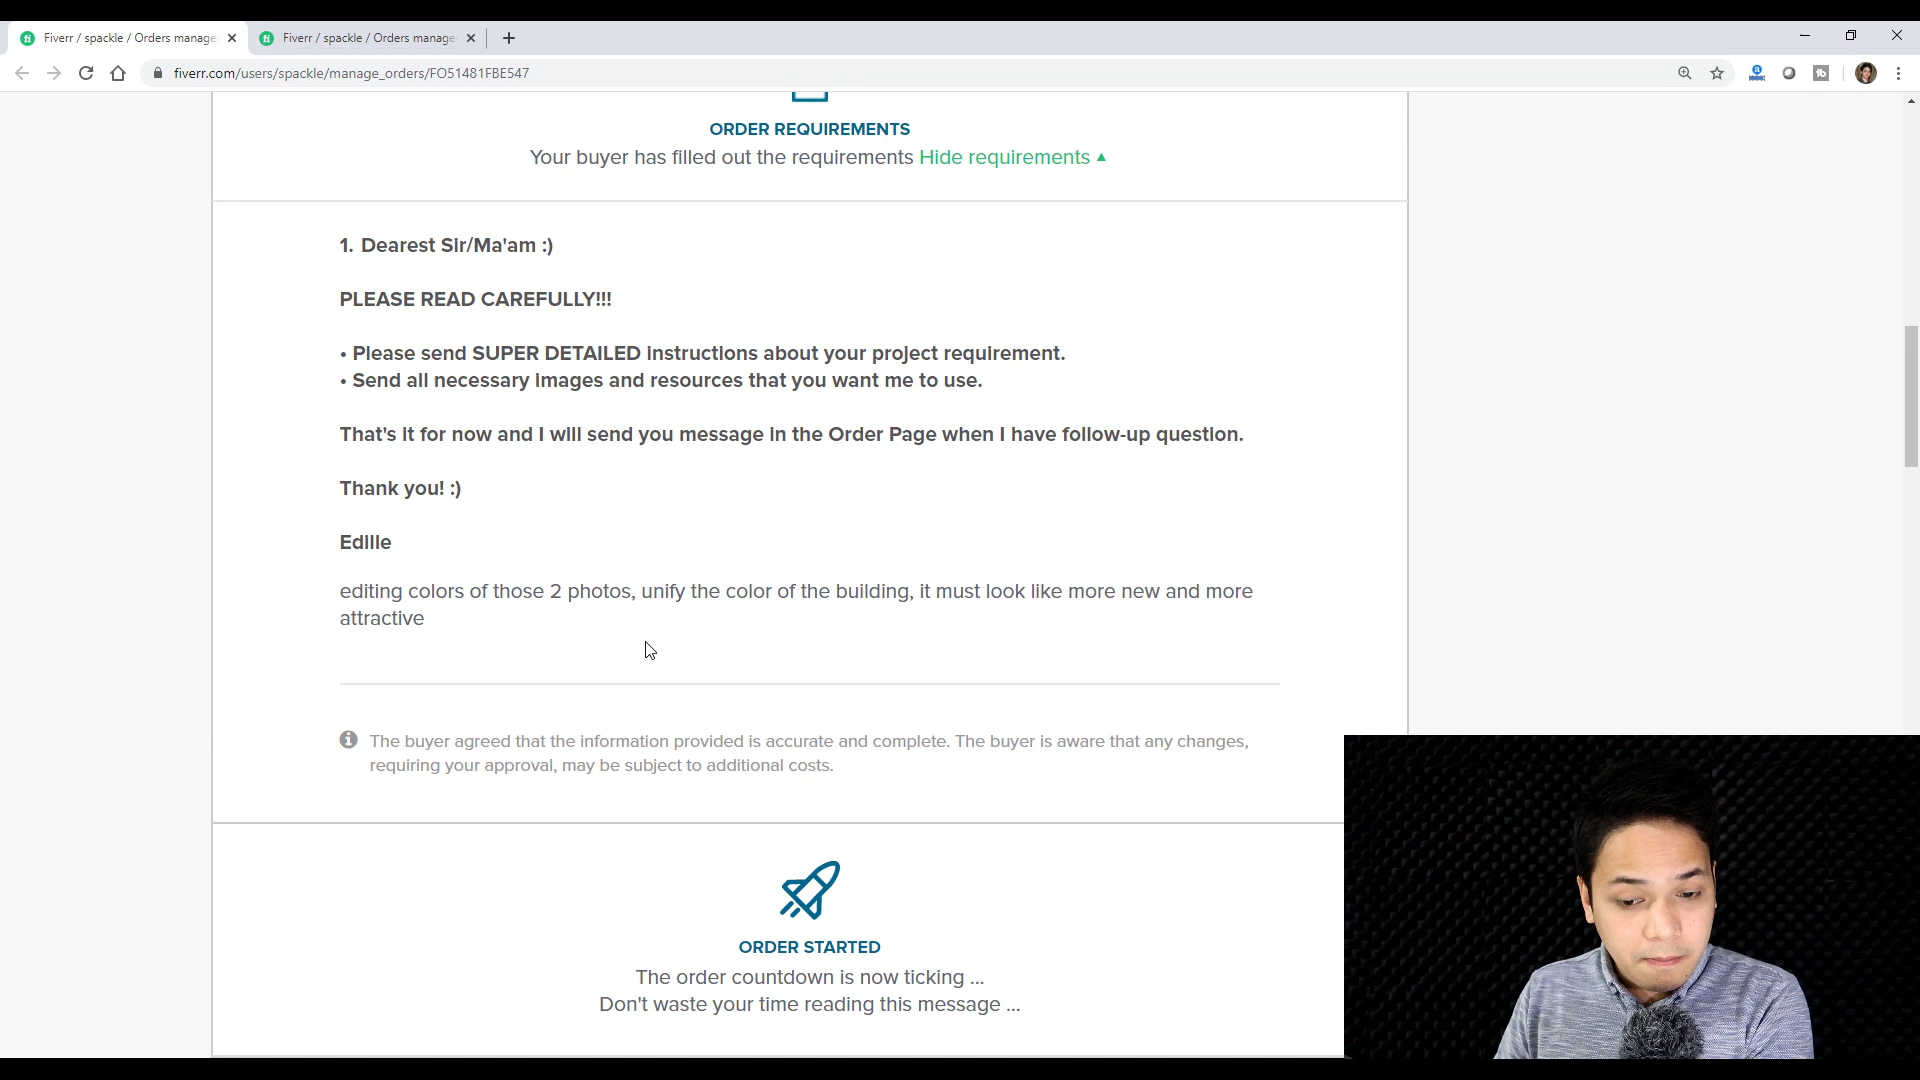 Fiverr / spackle / Orders manage
Fiverr / spackle / Orders manage
fiverr.com/users/spackle/manage_orders/FO51481FBE547
ORDER REQUIREMENTS
Your buyer has filled out the requirements Hide requirements ▲
1. Dearest Sir/Ma'am :)
PLEASE READ CAREFULLY!!!
• Please send SUPER DETAILED instructions about your project requirement.
• Send all necessary images and resources that you want me to use.
That's it for now and I will send you message in the Order Page when I have follow-up question.
Thank you! :)
Edille
editing colors of those 2 photos, unify the color of the building, it must look like more new and more
attractive
The buyer agreed that the information provided is accurate and complete. The buyer is aware that any changes,
requiring your approval, may be subject to additional costs.
ORDER STARTED
The order countdown is now ticking ...
Don't waste your time reading this message ...